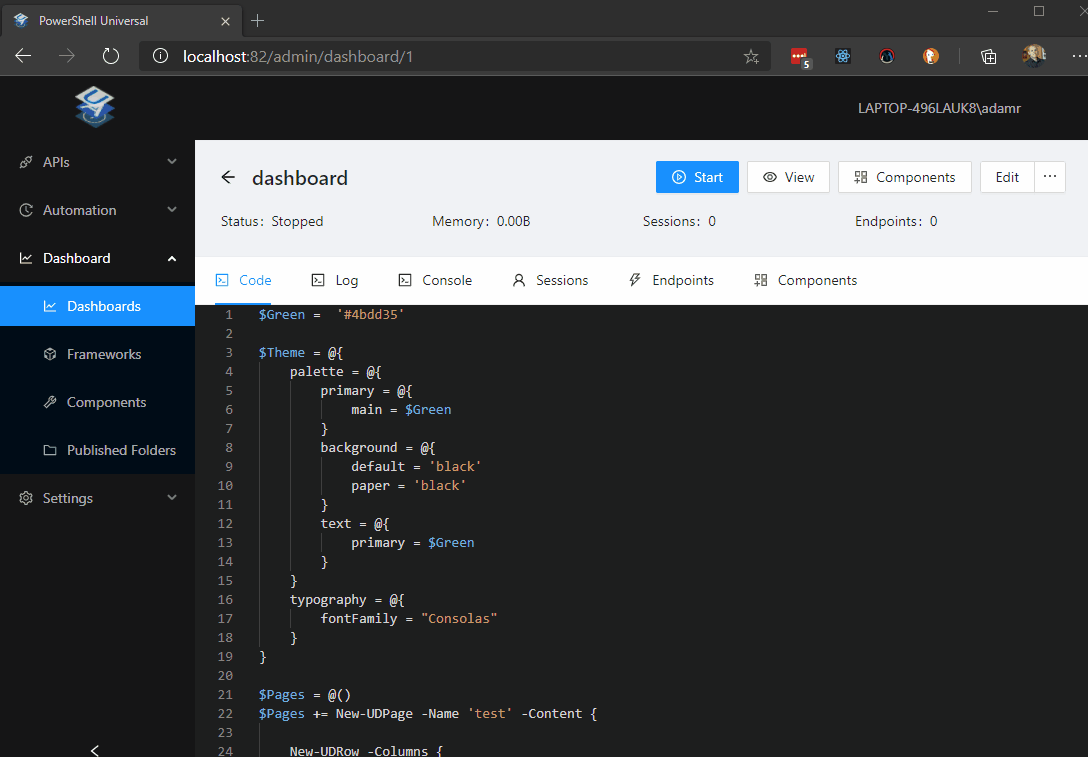 PowerShell Universal
localhost:82/admin/dashboard/1
5
LAPTOP-496LAUK8\adamr
APIs
Automation
Dashboard
Dashboards
Frameworks
Components
Published Folders
Settings
dashboard
Start
View
Components
Edit
Status: Stopped
Memory: 0.00B
Sessions: 0
Endpoints: 0
Code
Log
Console
Sessions
Endpoints
Components
1 $Green =  '#4bdd35'
2
3 $Theme = @{
4     palette = @{
5         primary = @{
6             main = $Green
7         }
8         background = @{
9             default = 'black'
10             paper = 'black'
11         }
12         text = @{
13             primary = $Green
14         }
15     }
16     typography = @{
17         fontFamily = "Consolas"
18     }
19 }
20
21 $Pages = @()
22 $Pages += New-UDPage -Name 'test' -Content {
23
24     New-UDRow -Columns {